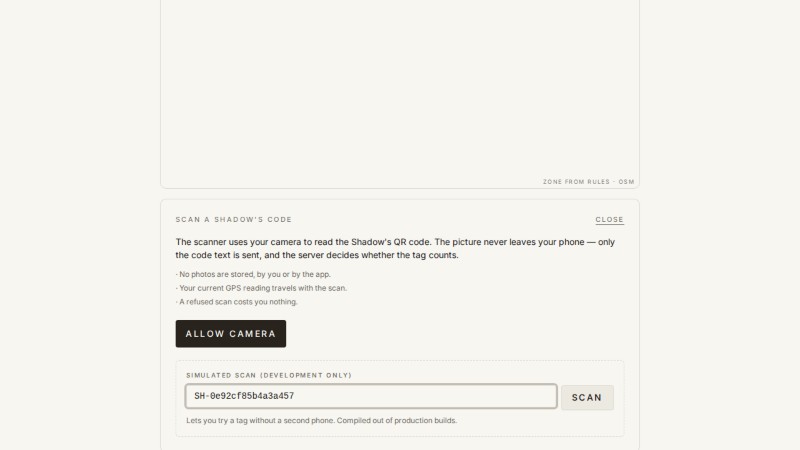 ZONE FROM RULES · OSM
SCAN A SHADOW'S CODE
CLOSE
The scanner uses your camera to read the Shadow's QR code. The picture never leaves your phone — only
the code text is sent, and the server decides whether the tag counts.
· No photos are stored, by you or by the app.
· Your current GPS reading travels with the scan.
· A refused scan costs you nothing.
ALLOW CAMERA
SIMULATED SCAN (DEVELOPMENT ONLY)
SH-0e92cf85b4a3a457
SCAN
Lets you try a tag without a second phone. Compiled out of production builds.